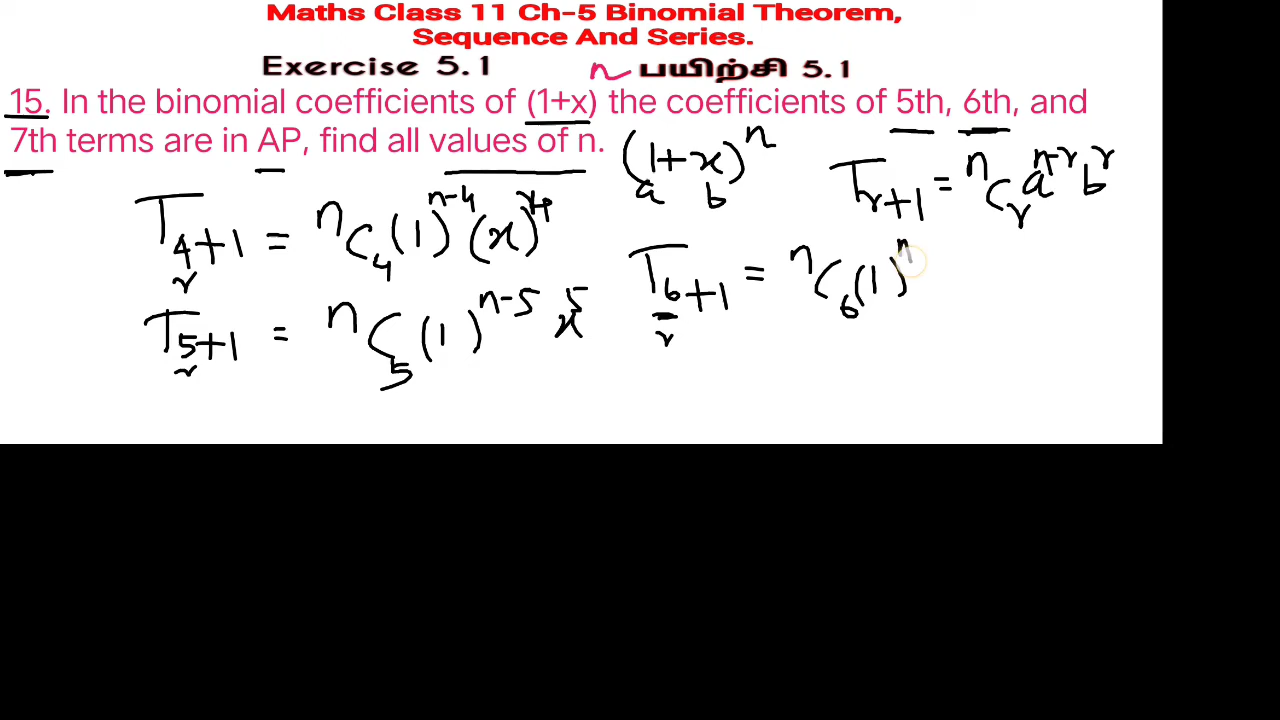 Maths Class 11 Ch-5 Binomial Theorem,
Sequence And Series.
Exercise 5.1 பயிற்சி 5.1
15. In the binomial coefficients of (1+x) the coefficients of 5th, 6th, and
7th terms are in AP, find all values of n.
(1+x)^n T_{r+1} = nC_r a^{n-r} b^r
a b
T_{4+1} = nC_4 (1)^{n-4} (x)^4
r
T_{6+1} = nC_6 (1)^n
r
T_{5+1} = nC_5 (1)^{n-5} x^5
r